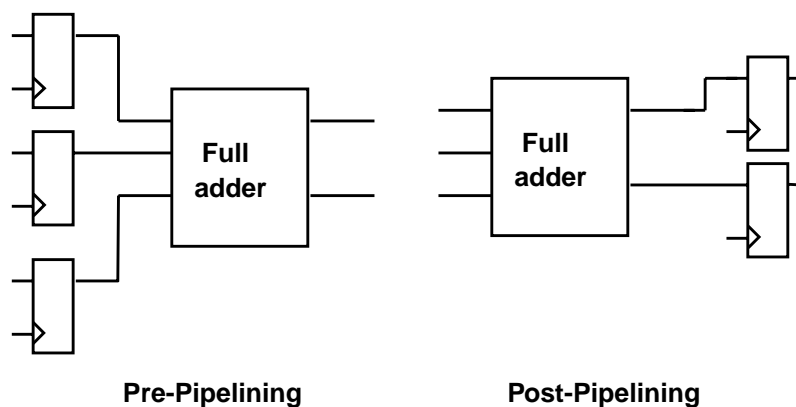 Full
adder
Full
adder
Pre-Pipelining
Post-Pipelining